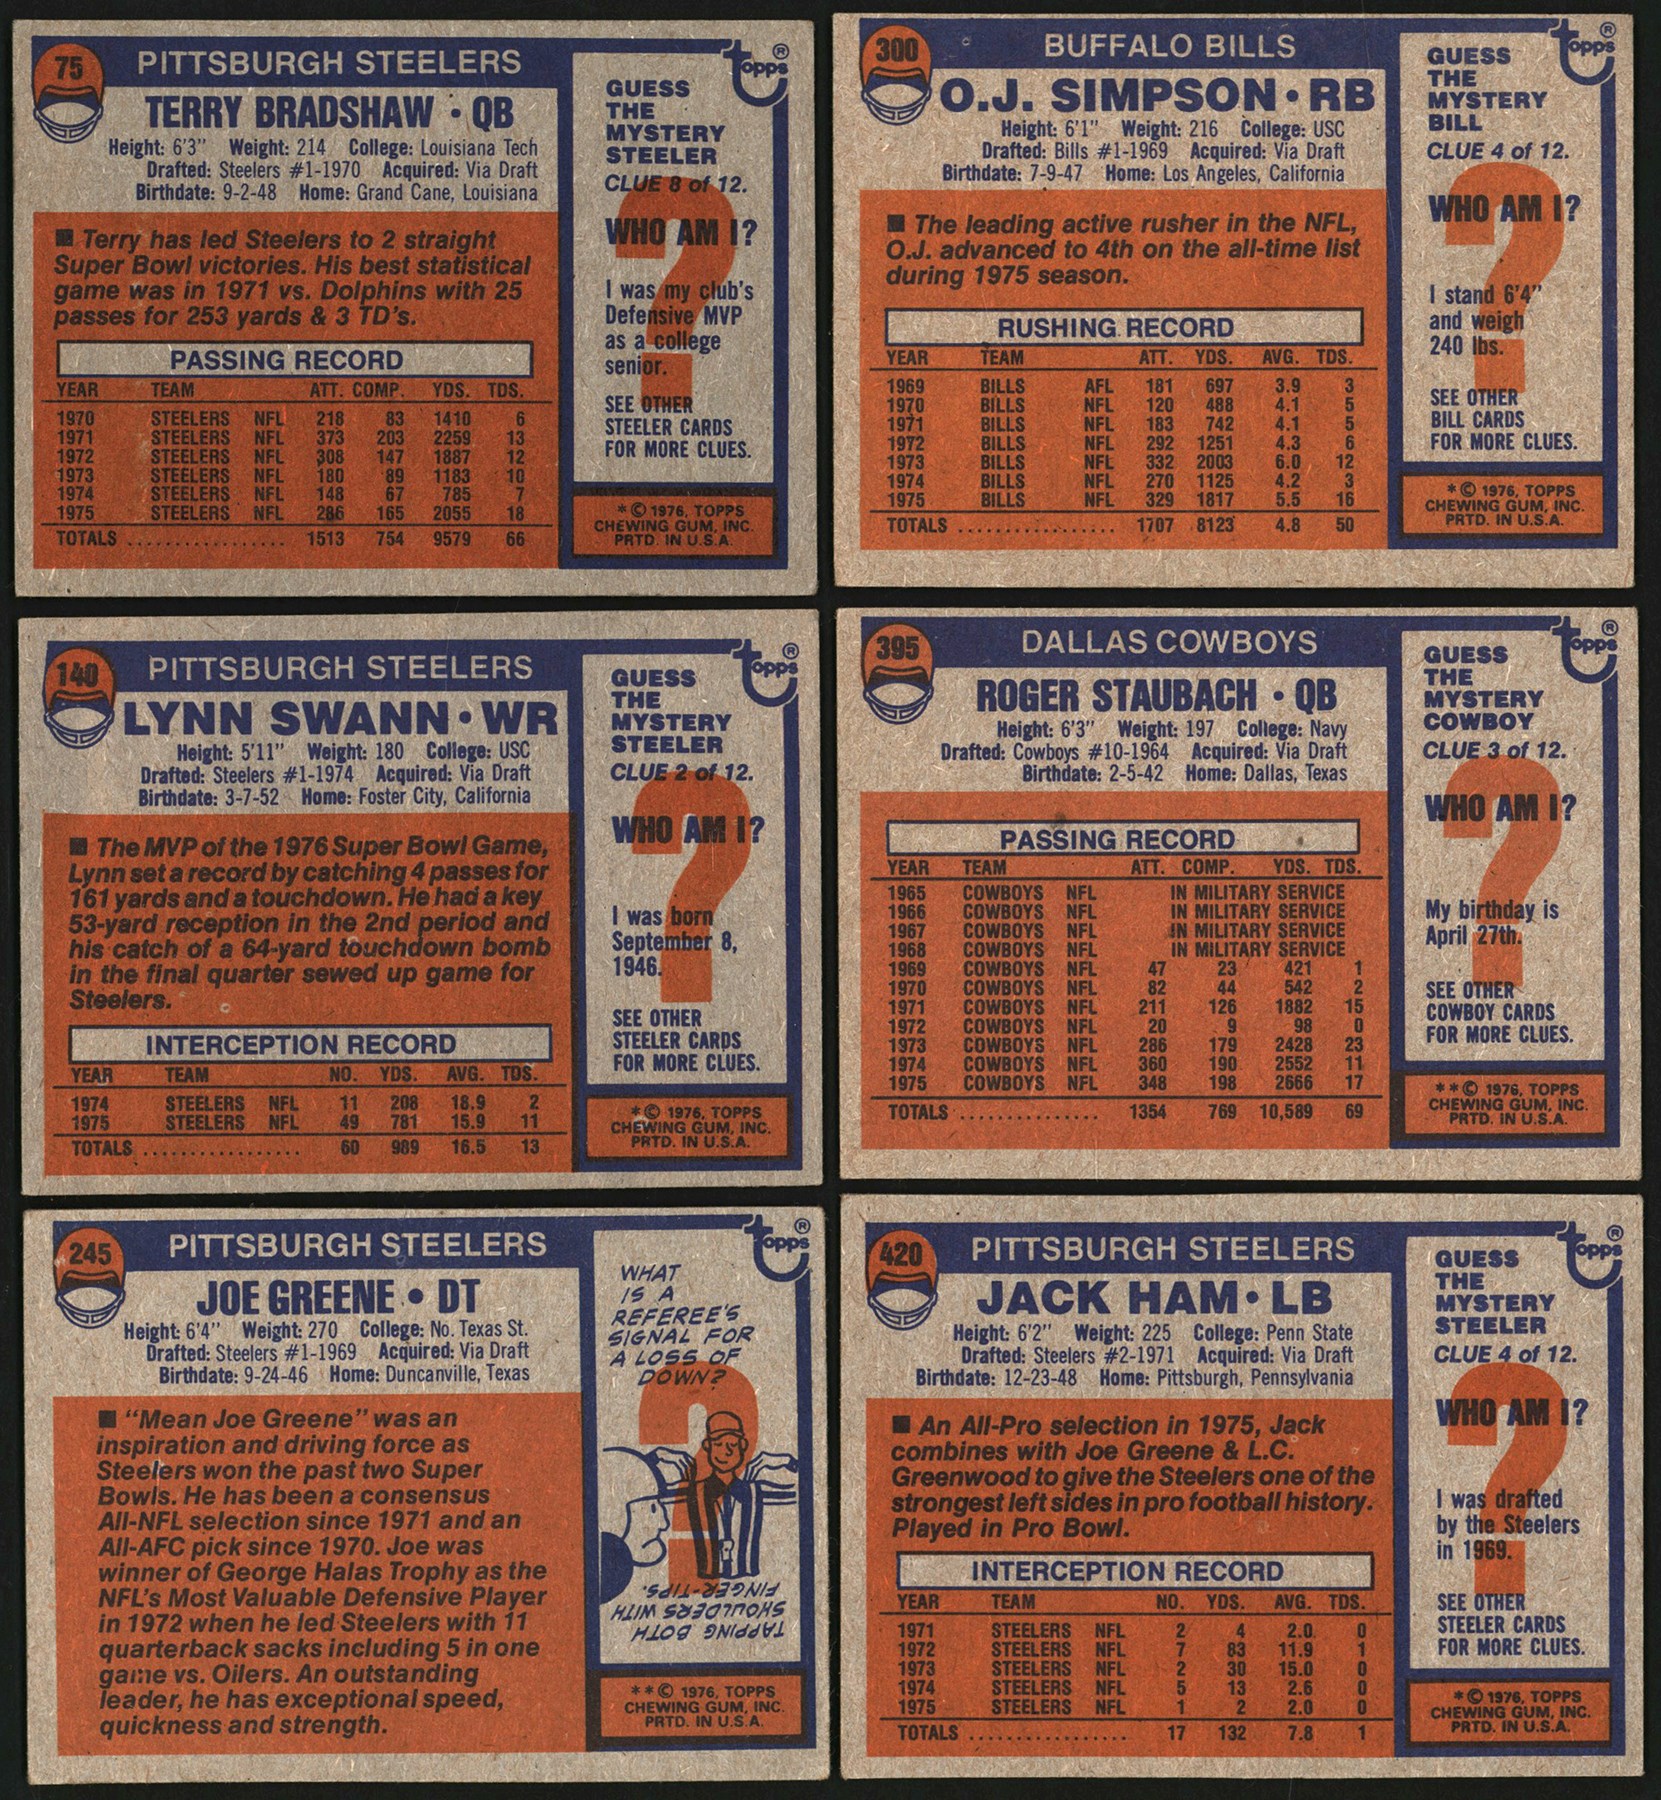 75
PITTSBURGH STEELERS
TERRY BRADSHAW • QB
Height: 6'3" Weight: 214 College: Louisiana Tech
Drafted: Steelers #1-1970 Acquired: Via Draft
Birthdate: 9-2-48 Home: Grand Cane, Louisiana
■ Terry has led Steelers to 2 straight
Super Bowl victories. His best statistical
game was in 1971 vs. Dolphins with 25
passes for 253 yards & 3 TD's.
PASSING RECORD
YEAR TEAM ATT. COMP. YDS. TDS.
1970 STEELERS NFL 218 83 1410 6
1971 STEELERS NFL 373 203 2259 13
1972 STEELERS NFL 308 147 1887 12
1973 STEELERS NFL 180 89 1183 10
1974 STEELERS NFL 148 67 785 7
1975 STEELERS NFL 286 165 2055 18
TOTALS ................ 1513 754 9579 66
topps®
GUESS
THE
MYSTERY
STEELER
CLUE 8 of 12.
WHO AM I?
I was my club's
Defensive MVP
as a college
senior.
SEE OTHER
STEELER CARDS
FOR MORE CLUES.
* © 1976, TOPPS
CHEWING GUM, INC.
PRTD. IN U.S.A.
300
BUFFALO BILLS
O.J. SIMPSON • RB
Height: 6'1" Weight: 216 College: USC
Drafted: Bills #1-1969 Acquired: Via Draft
Birthdate: 7-9-47 Home: Los Angeles, California
■ The leading active rusher in the NFL,
O.J. advanced to 4th on the all-time list
during 1975 season.
RUSHING RECORD
YEAR TEAM ATT. YDS. AVG. TDS.
1969 BILLS AFL 181 697 3.9 3
1970 BILLS NFL 120 488 4.1 5
1971 BILLS NFL 183 742 4.1 5
1972 BILLS NFL 292 1251 4.3 6
1973 BILLS NFL 332 2003 6.0 12
1974 BILLS NFL 270 1125 4.2 3
1975 BILLS NFL 329 1817 5.5 16
TOTALS ................ 1707 8123 4.8 50
topps®
GUESS
THE
MYSTERY
BILL
CLUE 4 of 12.
WHO AM I?
I stand 6'4"
and weigh
240 lbs.
SEE OTHER
BILL CARDS
FOR MORE CLUES.
* © 1976, TOPPS
CHEWING GUM, INC.
PRTD. IN U.S.A.
140
PITTSBURGH STEELERS
LYNN SWANN • WR
Height: 5'11" Weight: 180 College: USC
Drafted: Steelers #1-1974 Acquired: Via Draft
Birthdate: 3-7-52 Home: Foster City, California
■ The MVP of the 1976 Super Bowl Game,
Lynn set a record by catching 4 passes for
161 yards and a touchdown. He had a key
53-yard reception in the 2nd period and
his catch of a 64-yard touchdown bomb
in the final quarter sewed up game for
Steelers.
INTERCEPTION RECORD
YEAR TEAM NO. YDS. AVG. TDS.
1974 STEELERS NFL 11 208 18.9 2
1975 STEELERS NFL 49 781 15.9 11
TOTALS ................ 60 989 16.5 13
topps®
GUESS
THE
MYSTERY
STEELER
CLUE 2 of 12.
WHO AM I?
I was born
September 8,
1946.
SEE OTHER
STEELER CARDS
FOR MORE CLUES.
* © 1976, TOPPS
CHEWING GUM, INC.
PRTD. IN U.S.A.
395
DALLAS COWBOYS
ROGER STAUBACH • QB
Height: 6'3" Weight: 197 College: Navy
Drafted: Cowboys #10-1964 Acquired: Via Draft
Birthdate: 2-5-42 Home: Dallas, Texas
PASSING RECORD
YEAR TEAM ATT. COMP. YDS. TDS.
1965 COWBOYS NFL IN MILITARY SERVICE
1966 COWBOYS NFL IN MILITARY SERVICE
1967 COWBOYS NFL IN MILITARY SERVICE
1968 COWBOYS NFL IN MILITARY SERVICE
1969 COWBOYS NFL 47 23 421 1
1970 COWBOYS NFL 82 44 542 2
1971 COWBOYS NFL 211 126 1882 15
1972 COWBOYS NFL 20 9 98 0
1973 COWBOYS NFL 286 179 2428 23
1974 COWBOYS NFL 360 190 2552 11
1975 COWBOYS NFL 348 198 2666 17
TOTALS .............. 1354 769 10,589 69
topps®
GUESS
THE
MYSTERY
COWBOY
CLUE 3 of 12.
WHO AM I?
My birthday is
April 27th.
SEE OTHER
COWBOY CARDS
FOR MORE CLUES.
* * © 1976, TOPPS
CHEWING GUM, INC.
PRTD. IN U.S.A.
245
PITTSBURGH STEELERS
JOE GREENE • DT
Height: 6'4" Weight: 270 College: No. Texas St.
Drafted: Steelers #1-1969 Acquired: Via Draft
Birthdate: 9-24-46 Home: Duncanville, Texas
■ "Mean Joe Greene" was an
inspiration and driving force as
Steelers won the past two Super
Bowls. He has been a consensus
All-NFL selection since 1971 and an
All-AFC pick since 1970. Joe was
winner of George Halas Trophy as the
NFL's Most Valuable Defensive Player
in 1972 when he led Steelers with 11
quarterback sacks including 5 in one
game vs. Oilers. An outstanding
leader, he has exceptional speed,
quickness and strength.
topps®
WHAT
IS A
REFEREE'S
SIGNAL FOR
A LOSS OF
DOWN?
TAPPING BOTH
SHOULDERS WITH
FINGER-TIPS.
* * © 1976, TOPPS
CHEWING GUM, INC.
PRTD. IN U.S.A.
420
PITTSBURGH STEELERS
JACK HAM • LB
Height: 6'2" Weight: 225 College: Penn State
Drafted: Steelers #2-1971 Acquired: Via Draft
Birthdate: 12-23-48 Home: Pittsburgh, Pennsylvania
■ An All-Pro selection in 1975, Jack
combines with Joe Greene & L.C.
Greenwood to give the Steelers one of the
strongest left sides in pro football history.
Played in Pro Bowl.
INTERCEPTION RECORD
YEAR TEAM NO. YDS. AVG. TDS.
1971 STEELERS NFL 2 4 2.0 0
1972 STEELERS NFL 7 83 11.9 1
1973 STEELERS NFL 2 30 15.0 0
1974 STEELERS NFL 5 13 2.6 0
1975 STEELERS NFL 1 2 2.0 0
TOTALS ................ 17 132 7.8 1
topps®
GUESS
THE
MYSTERY
STEELER
CLUE 4 of 12.
WHO AM I?
I was drafted
by the Steelers
in 1969.
SEE OTHER
STEELER CARDS
FOR MORE CLUES.
* © 1976, TOPPS
CHEWING GUM, INC.
PRTD. IN U.S.A.